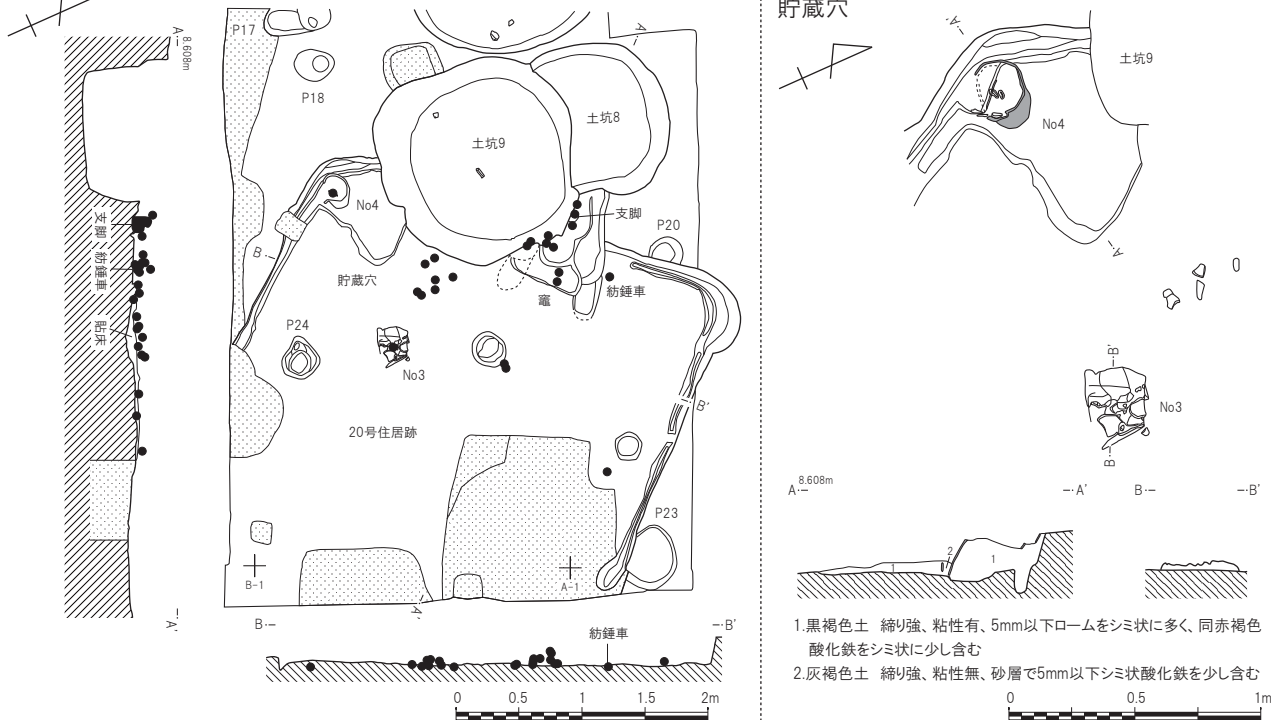 P17
P18
A
8.608m
A
土坑8
土坑9
No4
支脚
P20
B
貯蔵穴
竈
紡錘車
支脚
紡錘車
貼床
P24
No3
B'
20号住居跡
P23
B-1
A-1
A'
A'
B
B'
紡錘車
0 0.5 1 1.5 2m
貯蔵穴
A'
土坑9
No4
A
B'
No3
B
A 8.608m A' B B'
2
1 1
1.黒褐色土 締り強、粘性有、5mm以下ロームをシミ状に多く、同赤褐色
酸化鉄をシミ状に少し含む
2.灰褐色土 締り強、粘性無、砂層で5mm以下シミ状酸化鉄を少し含む
0 0.5 1m